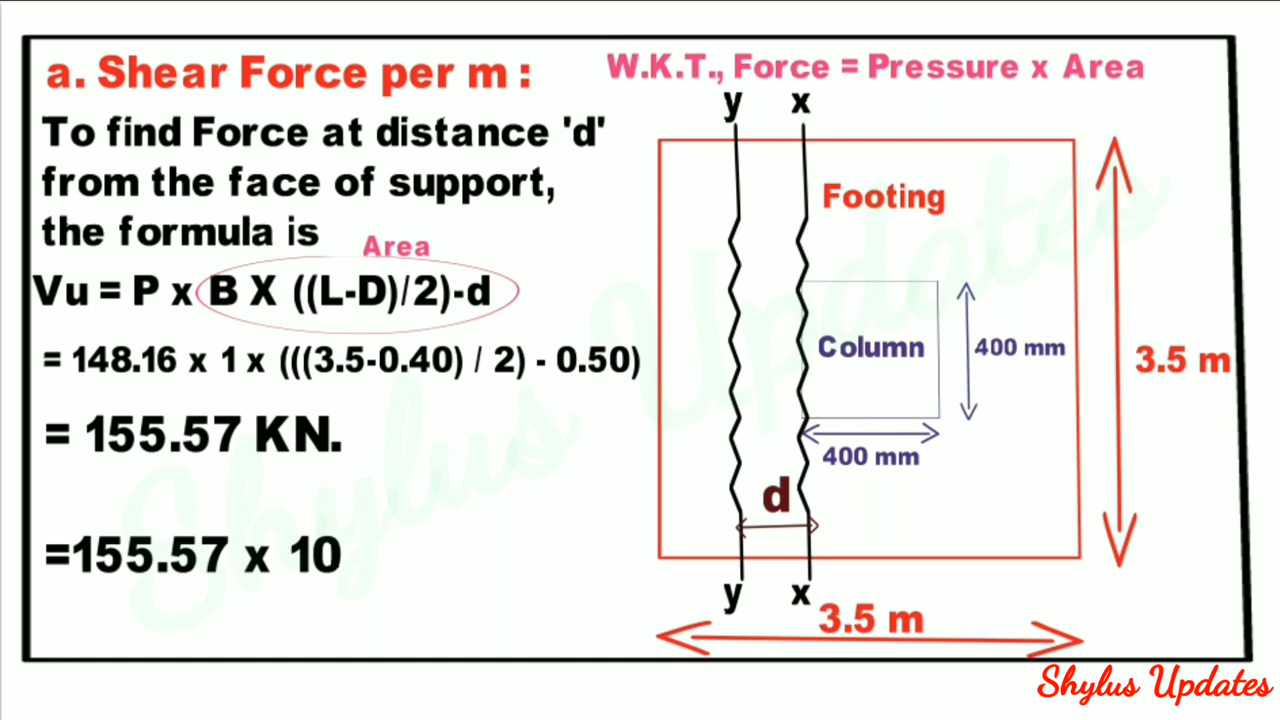 a. Shear Force per m :
W.K.T., Force = Pressure x Area
To find Force at distance 'd'
from the face of support,
the formula is
Area
Vu = P x B X ((L-D)/2)-d
= 148.16 x 1 x (((3.5-0.40) / 2) - 0.50)
= 155.57 KN.
=155.57 x 10
y x
Footing
Column
400 mm
400 mm
3.5 m
d
y x
3.5 m
Shylus Updates
Shylus Updates